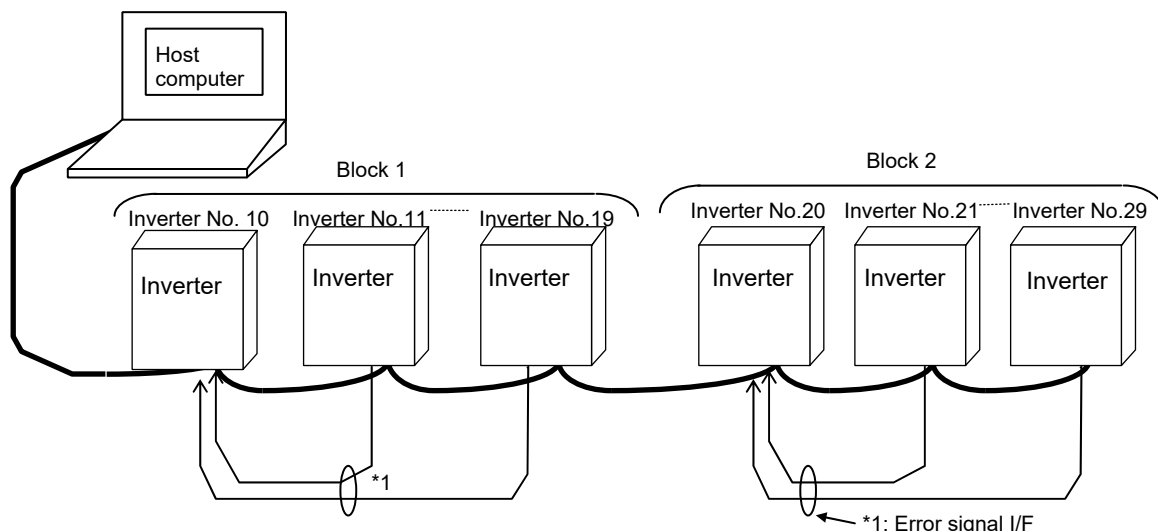 Host
computer
Block 1
Block 2
Inverter No. 10
Inverter No.11
Inverter No.19
Inverter No.20
Inverter No.21
Inverter No.29
Inverter
Inverter
Inverter
Inverter
Inverter
Inverter
*1
*1: Error signal I/F